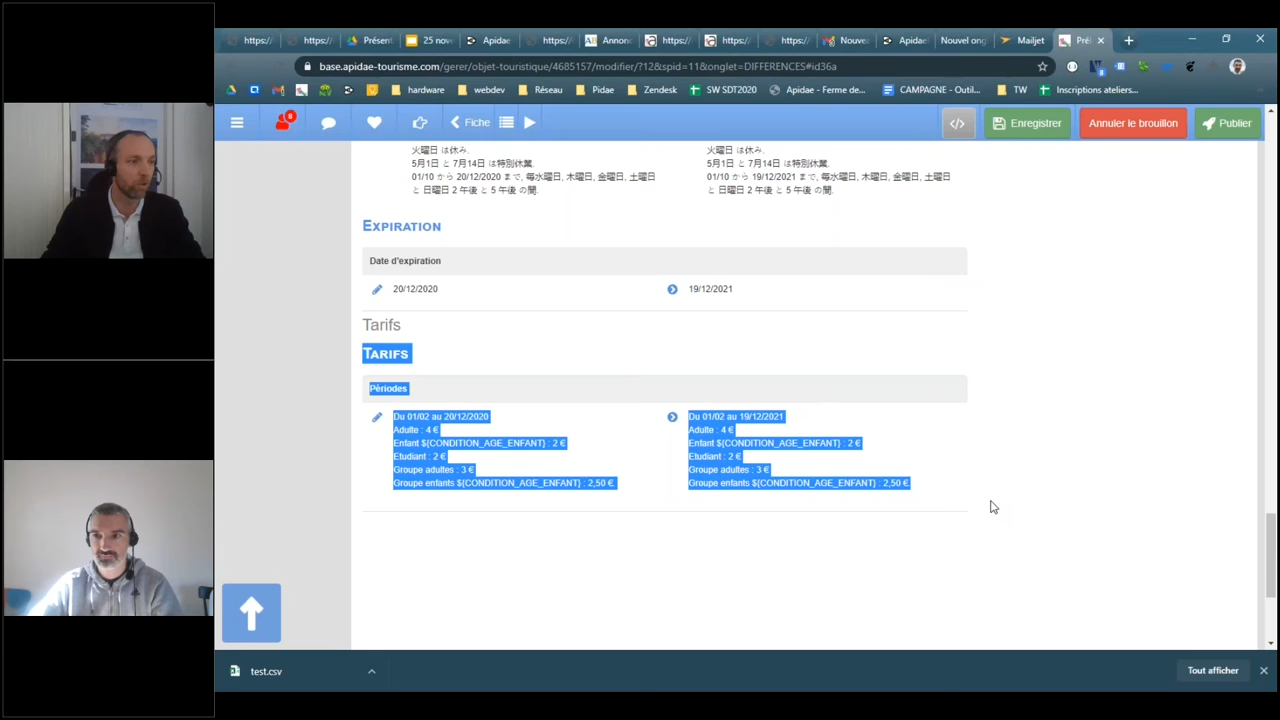 https://
https://
Présent
25 nov
Apidae
https://
Annonc
https://
https://
https://
Nouve
Apidae
Nouvel ong
Mailjet
Pré
base.apidae-tourisme.com/gerer/objet-touristique/4685157/modifier/?12&spid=11&onglet=DIFFERENCES#id36a
hardware
webdev
Réseau
Pidae
Zendesk
SW SDT2020
Apidae - Ferme de...
CAMPAGNE - Outil...
TW
Inscriptions ateliers...
8
Fiche
</>
Enregistrer
Annuler le brouillon
Publier
火曜日 は休み.
5月1日 と 7月14日 は特別休業.
01/10 から 20/12/2020 まで, 毎水曜日, 木曜日, 金曜日, 土曜日
と 日曜日 2 午後 と 5 午後 の間.
火曜日 は休み.
5月1日 と 7月14日 は特別休業.
01/10 から 19/12/2021 まで, 毎水曜日, 木曜日, 金曜日, 土曜日
と 日曜日 2 午後 と 5 午後 の間.
EXPIRATION
Date d'expiration
20/12/2020
19/12/2021
Tarifs
TARIFS
Périodes
Du 01/02 au 20/12/2020
Adulte : 4 €
Enfant ${CONDITION_AGE_ENFANT} : 2 €
Etudiant : 2 €
Groupe adultes : 3 €
Groupe enfants ${CONDITION_AGE_ENFANT} : 2,50 €.
Du 01/02 au 19/12/2021
Adulte : 4 €
Enfant ${CONDITION_AGE_ENFANT} : 2 €
Etudiant : 2 €
Groupe adultes : 3 €
Groupe enfants ${CONDITION_AGE_ENFANT} : 2,50 €.
test.csv
Tout afficher